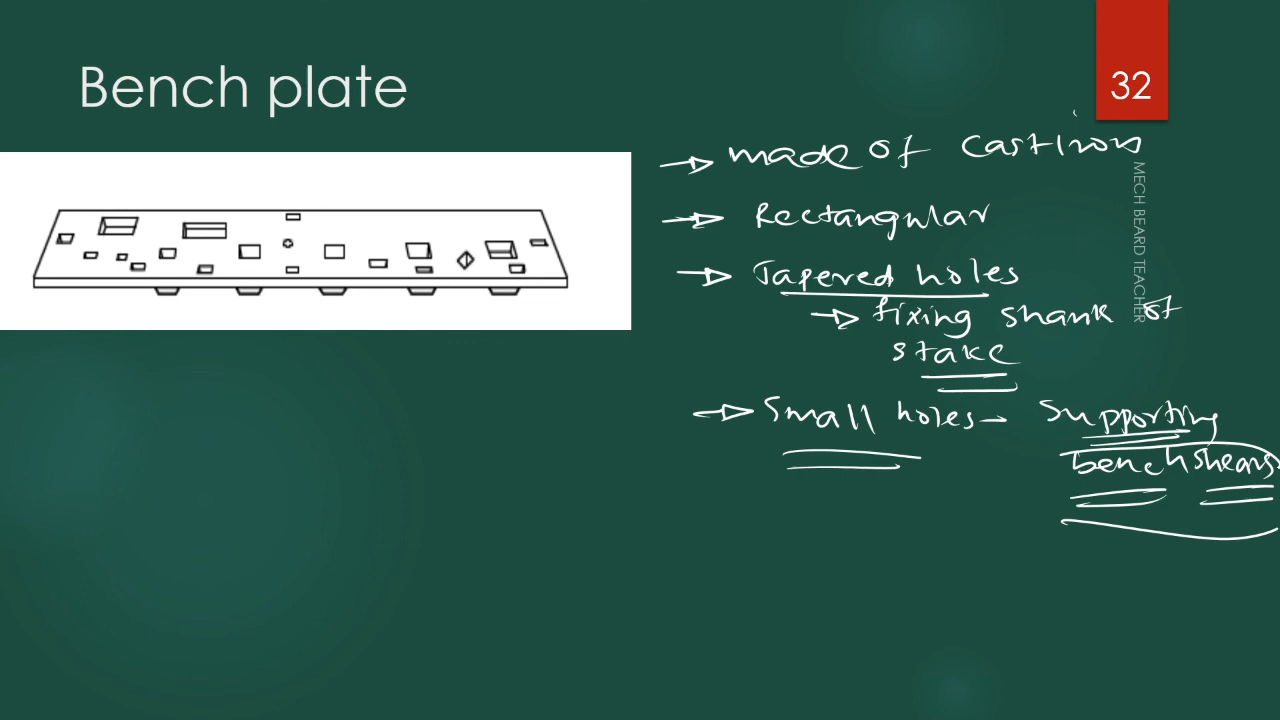 Bench plate
32
→ made of Cast iron
→ Rectangular
→ Tapered holes
→ fixing shank of
stake
→ Small holes - Supporting
bench shears
MECH BEARD TEACHER